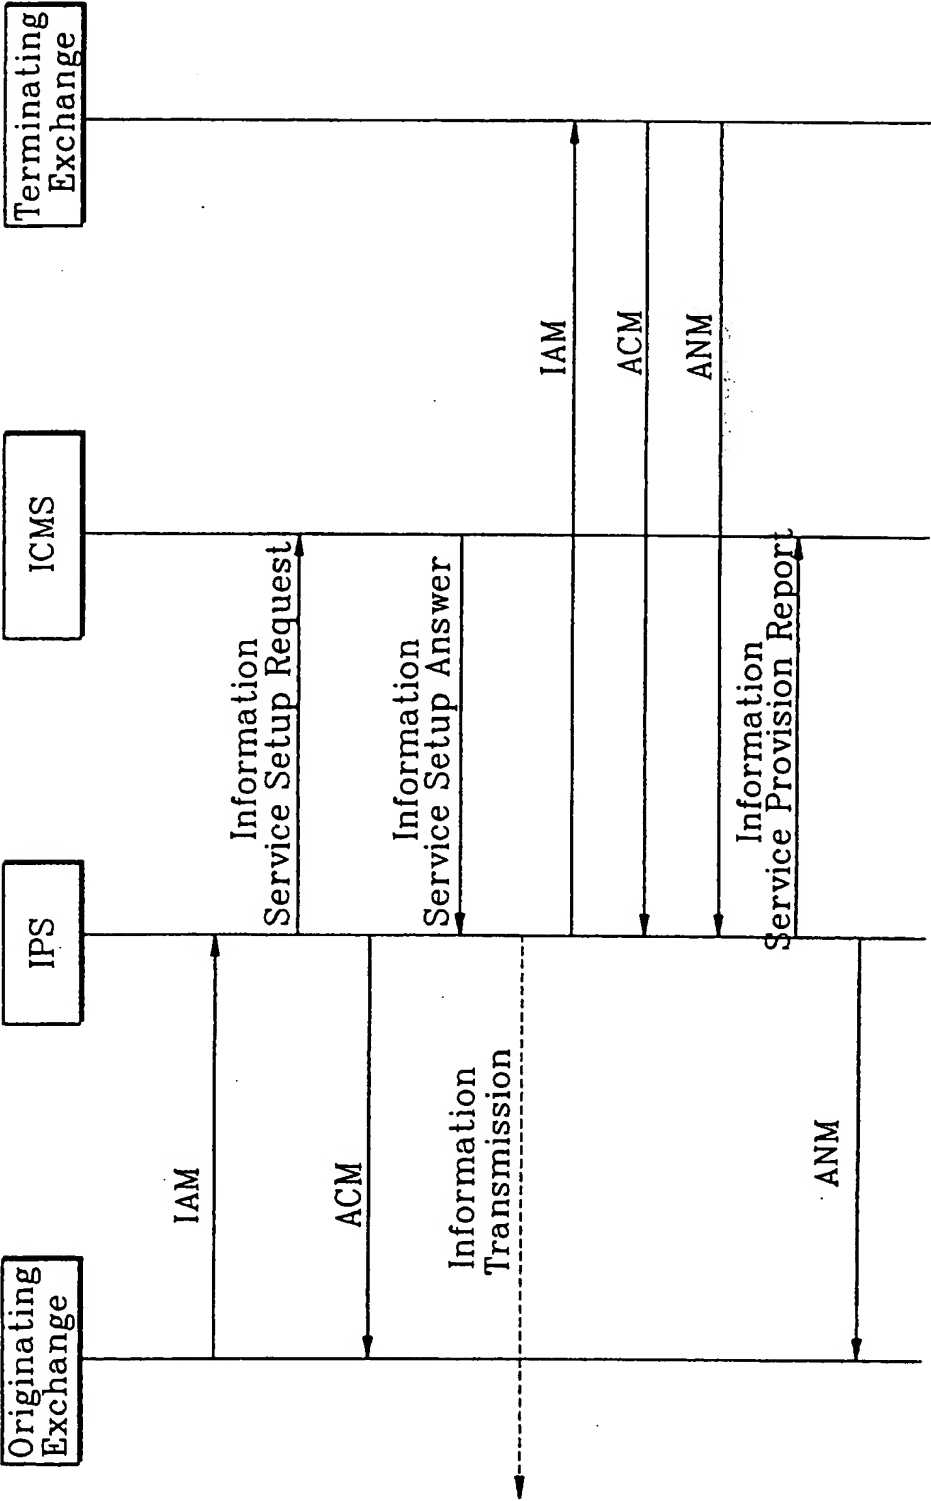 Originating
Exchange
IPS
ICMS
Terminating
Exchange
IAM
Information
Service Setup Request
ACM
Information
Service Setup Answer
Information
Transmission
IAM
ACM
ANM
Information
Service Provision Report
ANM